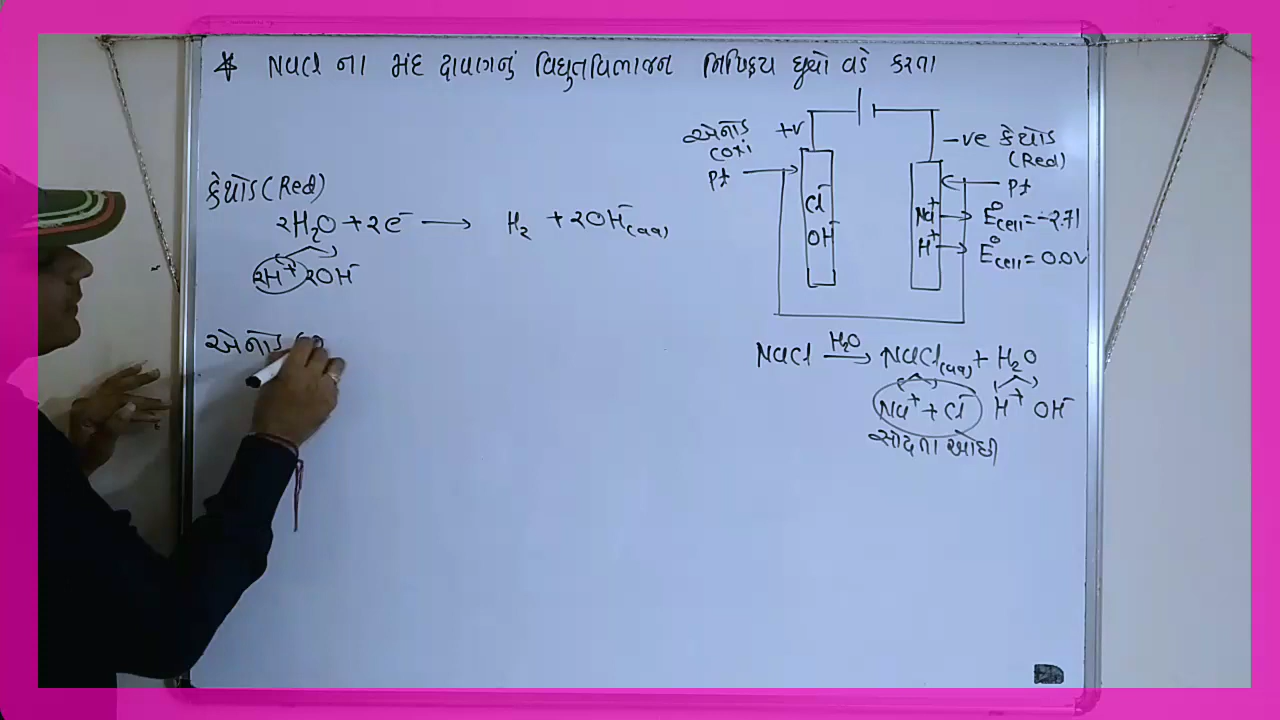 * NaCl ના મંદ દ્રાવણનું વિદ્યુતવિભાજન નિષ્ક્રિય ધ્રુવો વડે કરતા
એનોડ +ve
(oxi
Pt
-ve કેથોડ
(Red)
Pt
Cl⁻
OH⁻
Na⁺ → E°cell = -2.71
H⁺ → E°cell = 0.0V
કેથોડ (Red)
2H₂O + 2e⁻ → H₂ + 2OH⁻(aq)
2H⁺ 2OH⁻
એનોડ (
NaCl H₂O → NaCl(aq) + H₂O
Na⁺ + Cl⁻ H⁺ OH⁻
સાંદ્રતા ઓછી